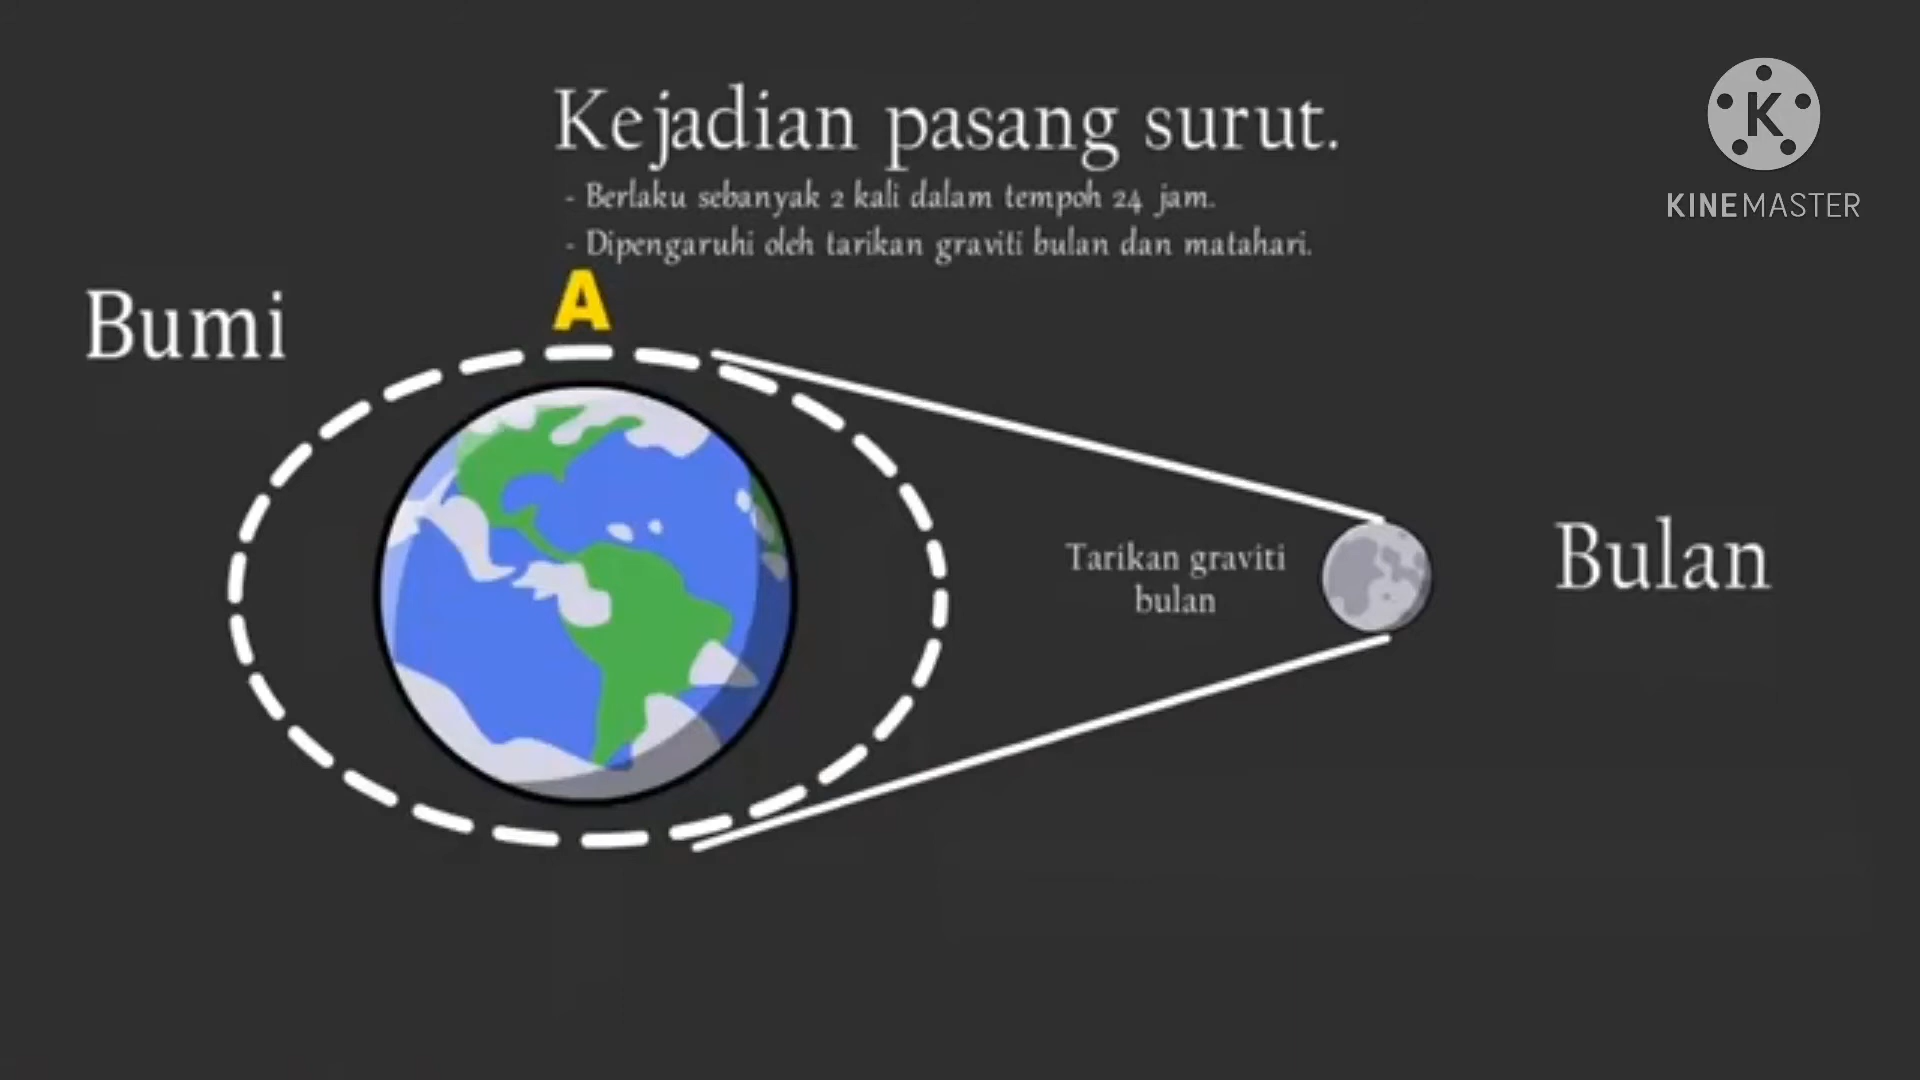 Kejadian pasang surut.
- Berlaku sebanyak 2 kali dalam tempoh 24 jam.
- Dipengaruhi oleh tarikan graviti bulan dan matahari.
K
KINEMASTER
A
Bumi
Tarikan graviti
bulan
Bulan